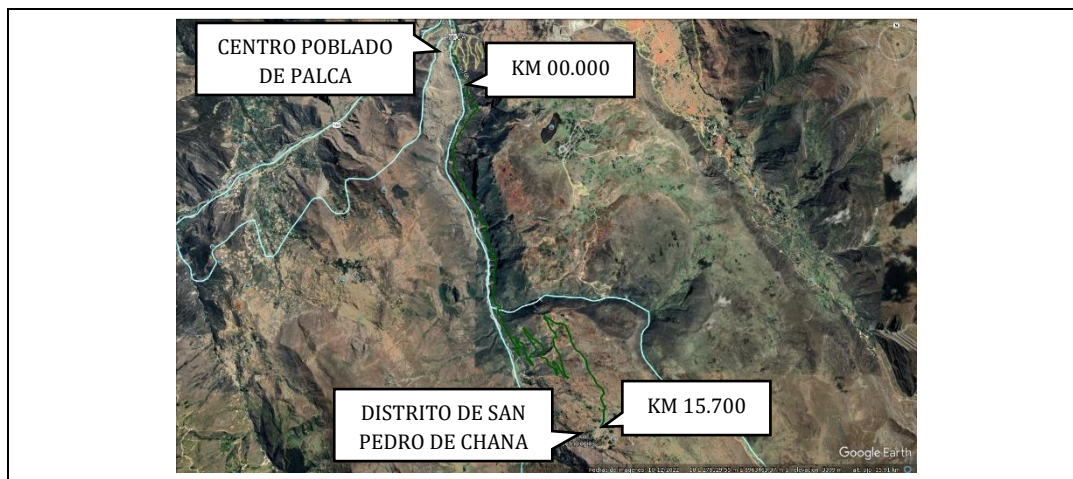 CENTRO POBLADO
DE PALCA
KM 00.000
DISTRITO DE SAN
PEDRO DE CHANA
KM 15.700
Google Earth